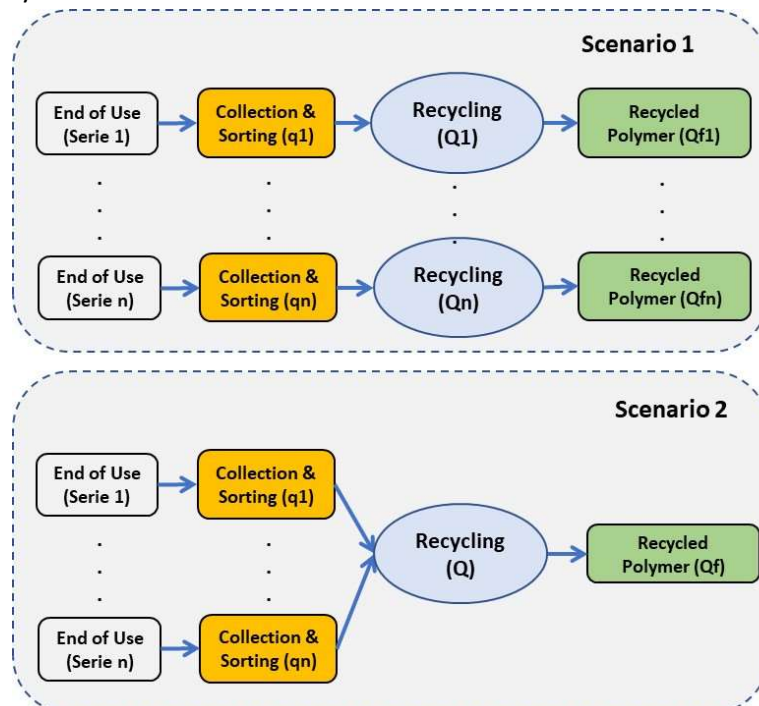 Scenario 1
End of Use
(Serie 1)
Collection &
Sorting (q1)
Recycling
(Q1)
Recycled
Polymer (Qf1)
End of Use
(Serie n)
Collection &
Sorting (qn)
Recycling
(Qn)
Recycled
Polymer (Qfn)
Scenario 2
End of Use
(Serie 1)
Collection &
Sorting (q1)
Recycling
(Q)
Recycled
Polymer (Qf)
End of Use
(Serie n)
Collection &
Sorting (qn)